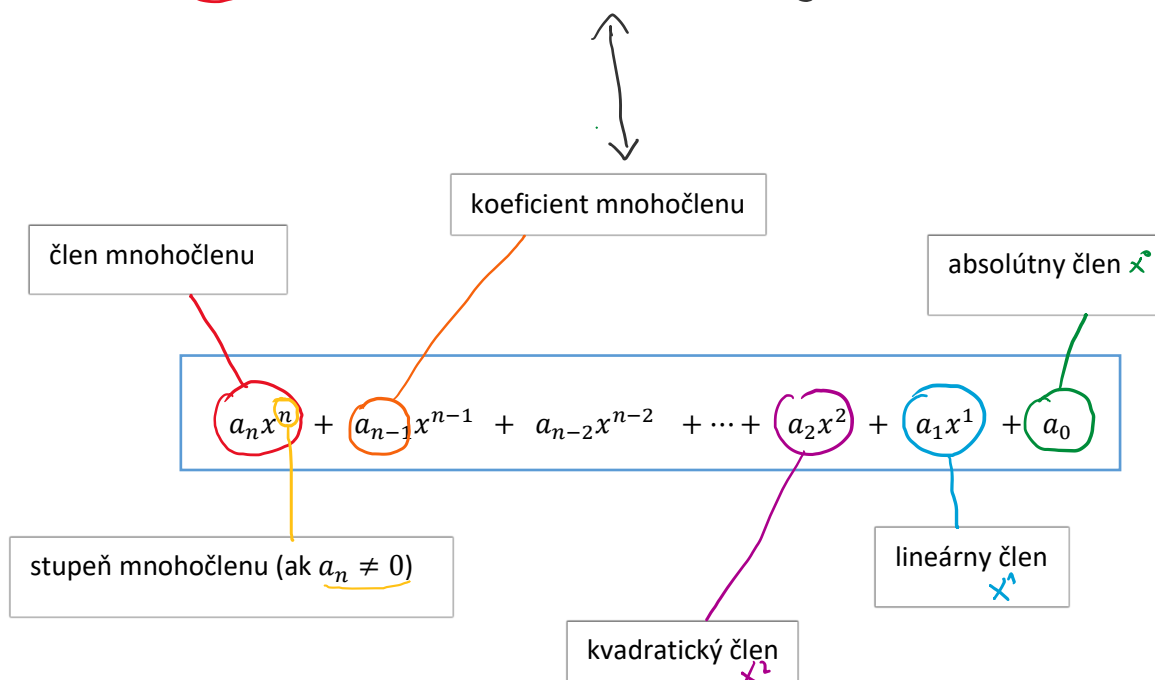 koeficient mnohočlenu
člen mnohočlenu
absolútny člen x⁰
aₙxⁿ + aₙ₋₁xⁿ⁻¹ + aₙ₋₂xⁿ⁻² + ⋯ + a₂x² + a₁x¹ + a₀
stupeň mnohočlenu (ak aₙ ≠ 0)
lineárny člen
x¹
kvadratický člen
x²